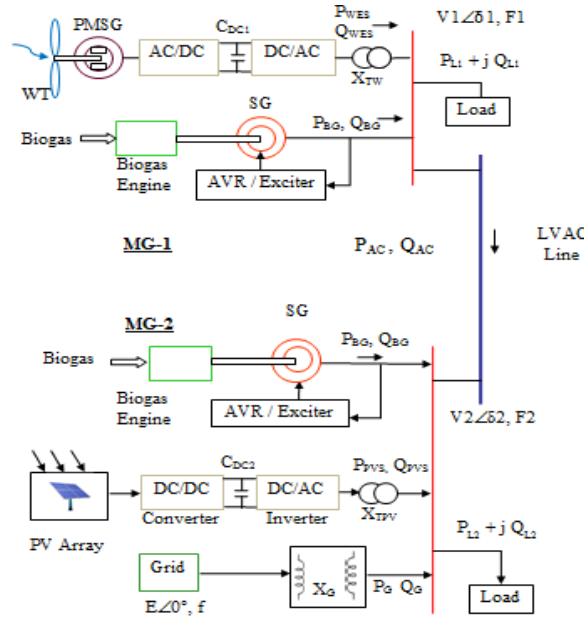 P_WES
Q_WES
V1∠δ1, F1
PMSG
C_DC1
AC/DC
DC/AC
X_TW
P_L1 + j Q_L1
WT
Load
SG
Biogas
P_BG, Q_BG
Biogas
Engine
AVR / Exciter
MG-1
P_AC , Q_AC
LVAC
Line
MG-2
SG
P_BG, Q_BG
Biogas
Biogas
Engine
AVR / Exciter
V2∠δ2, F2
C_DC2
P_PVS, Q_PVS
DC/DC
DC/AC
X_TPV
Converter
Inverter
PV Array
P_L2 + j Q_L2
Grid
X_G
P_G Q_G
Load
E∠0°, f